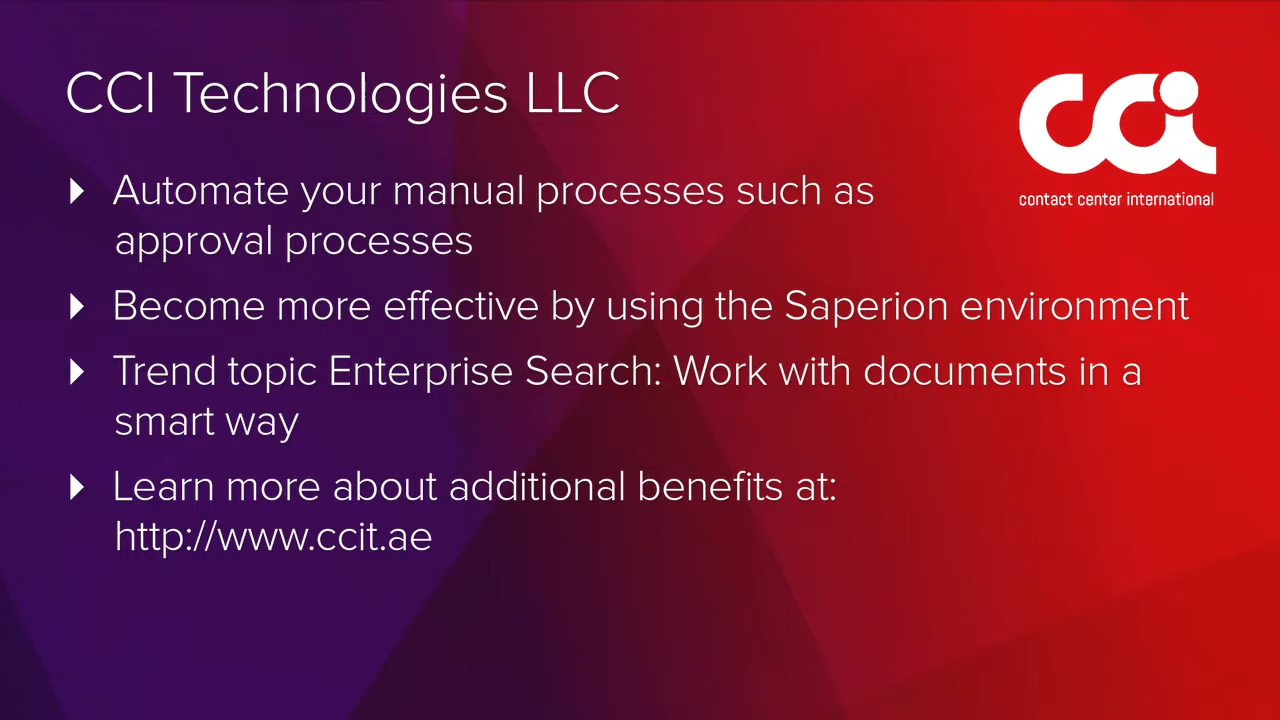 CCI Technologies LLC
cci
contact center international
Automate your manual processes such as
approval processes
Become more effective by using the Saperion environment
Trend topic Enterprise Search: Work with documents in a
smart way
Learn more about additional benefits at:
http://www.ccit.ae